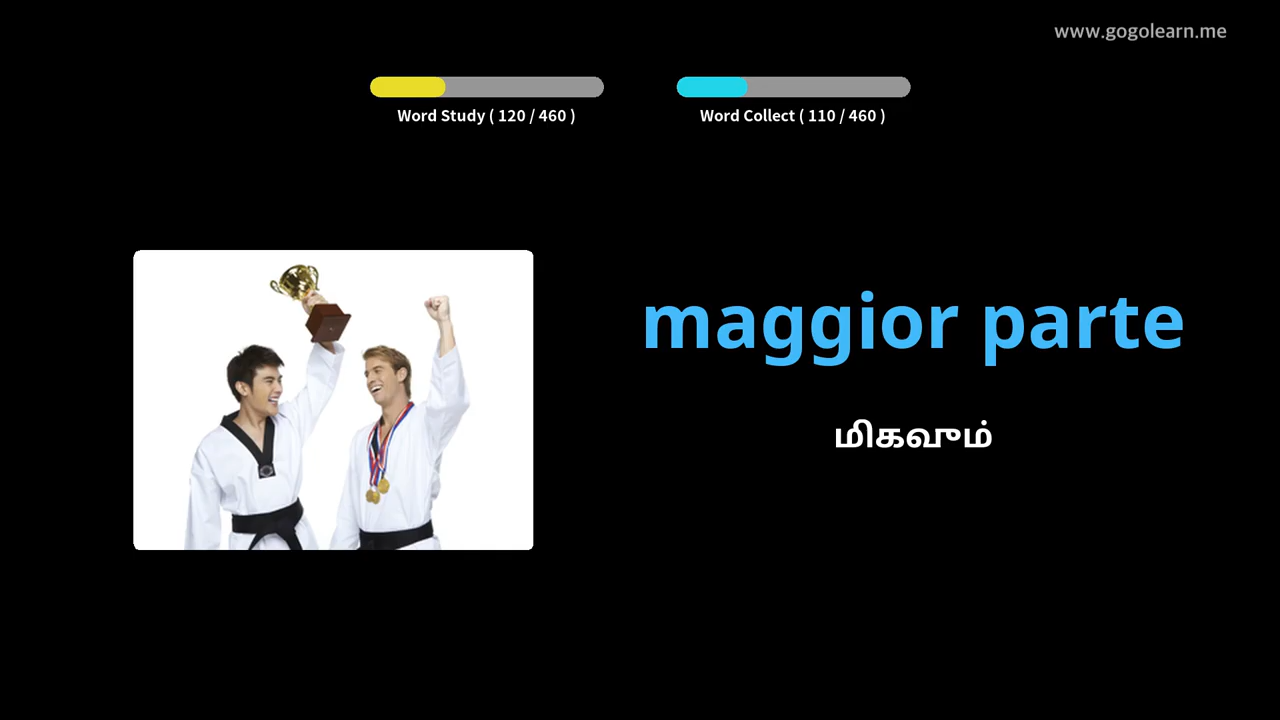 www.gogolearn.me
Word Study ( 120 / 460 )
Word Collect ( 110 / 460 )
maggior parte
மிகவும்